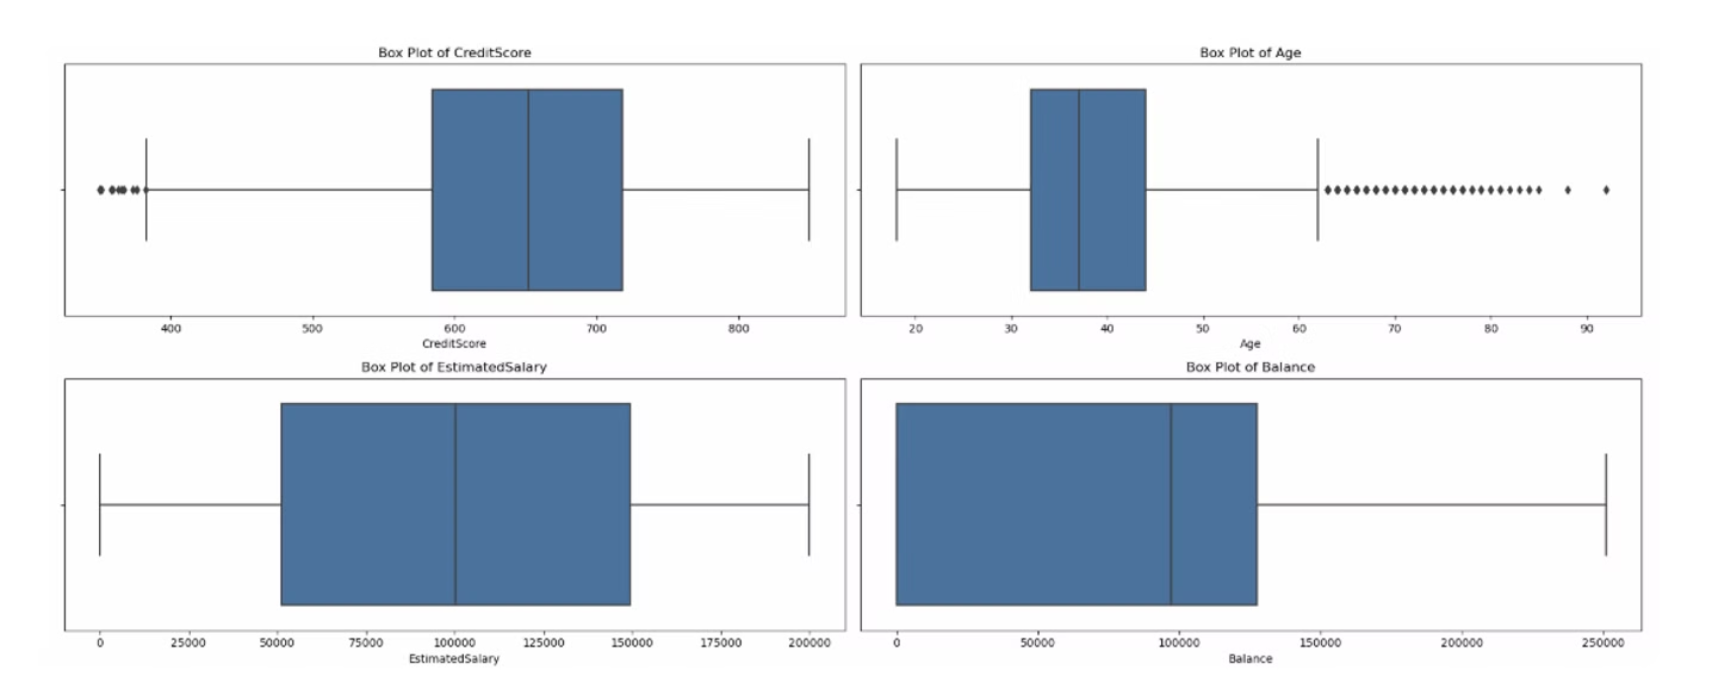 Box Plot of CreditScore
400 500 600 700 800
CreditScore
Box Plot of Age
20 30 40 50 60 70 80 90
Age
Box Plot of EstimatedSalary
0 25000 50000 75000 100000 125000 150000 175000 200000
EstimatedSalary
Box Plot of Balance
0 50000 100000 150000 200000 250000
Balance